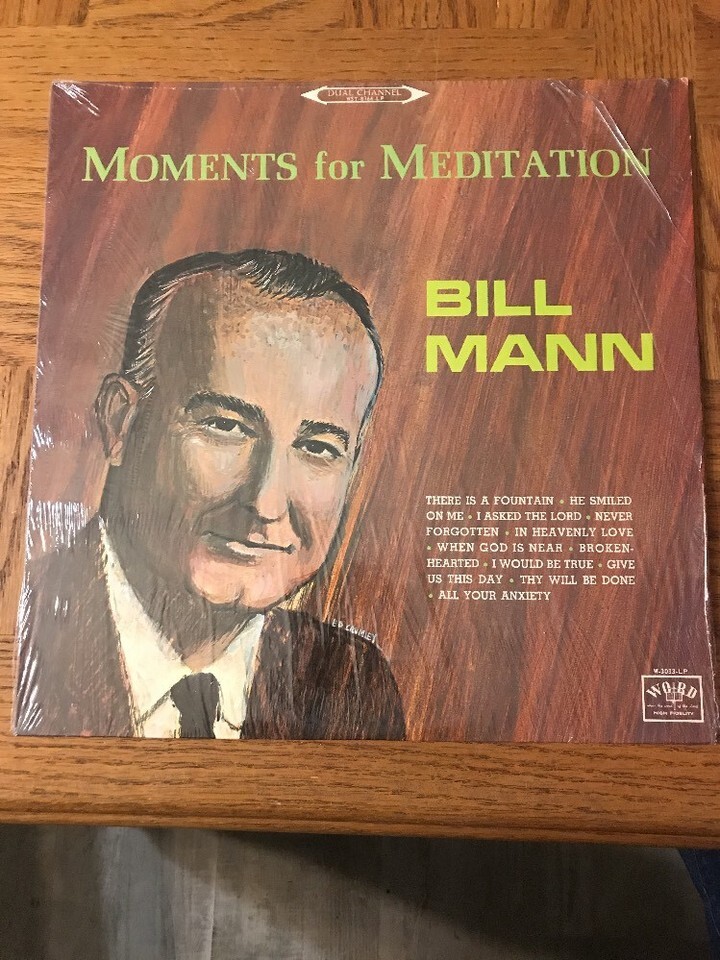 DUAL CHANNEL
MOMENTS for MEDITATION
BILL
MANN
THERE IS A FOUNTAIN • HE SMILED
ON ME • I ASKED THE LORD • NEVER
FORGOTTEN • IN HEAVENLY LOVE
• WHEN GOD IS NEAR • BROKEN-
HEARTED • I WOULD BE TRUE • GIVE
US THIS DAY • THY WILL BE DONE
• ALL YOUR ANXIETY
W-3033-LP
WORD
HIGH FIDELITY